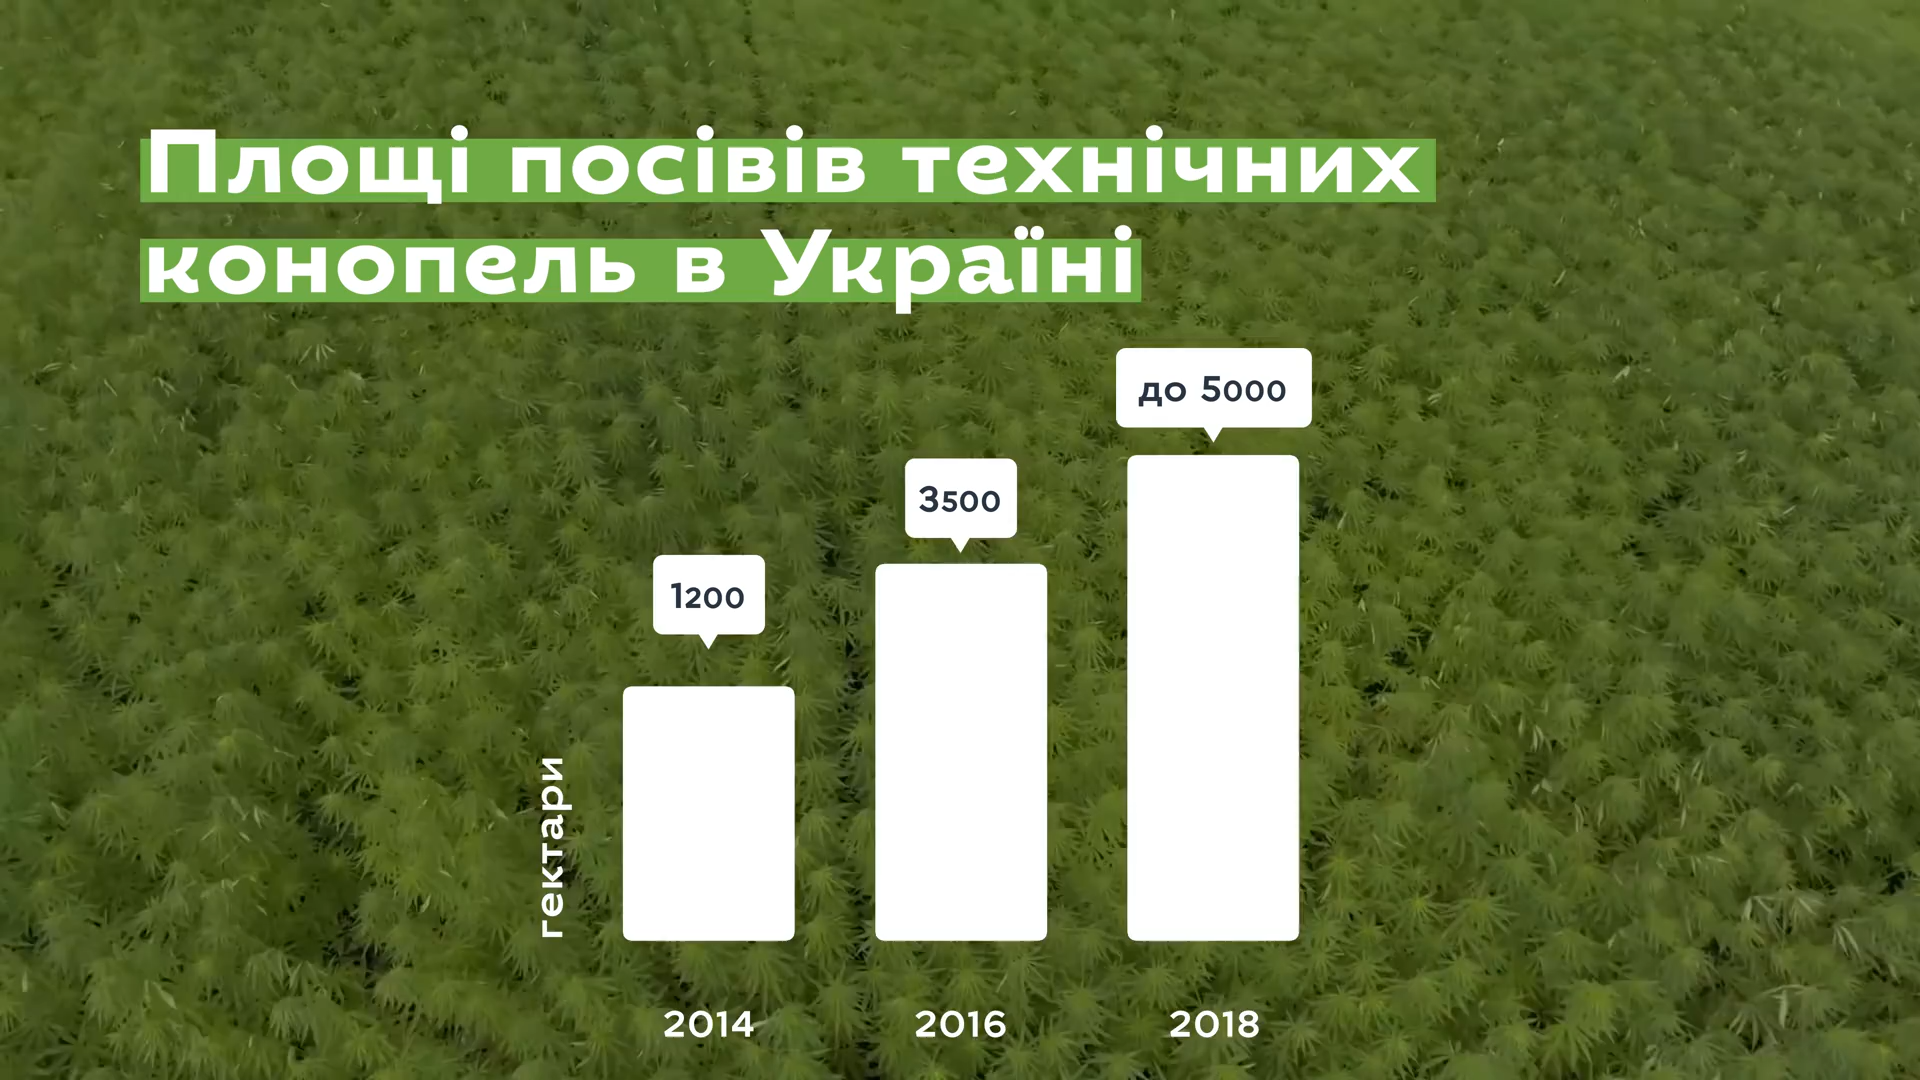 Площі посівів технічних
конопель в Україні
до 5000
3500
1200
гектари
2014 2016 2018